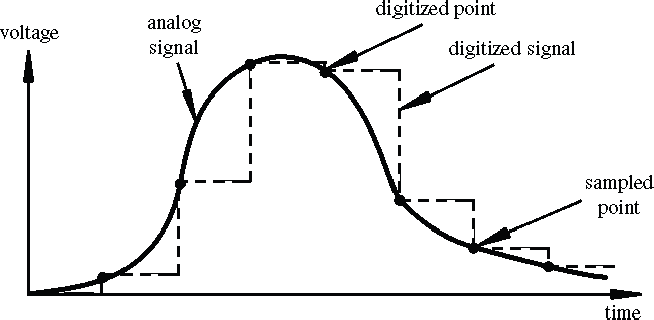 digitized point
analog
signal
voltage
digitized signal
sampled
point
time